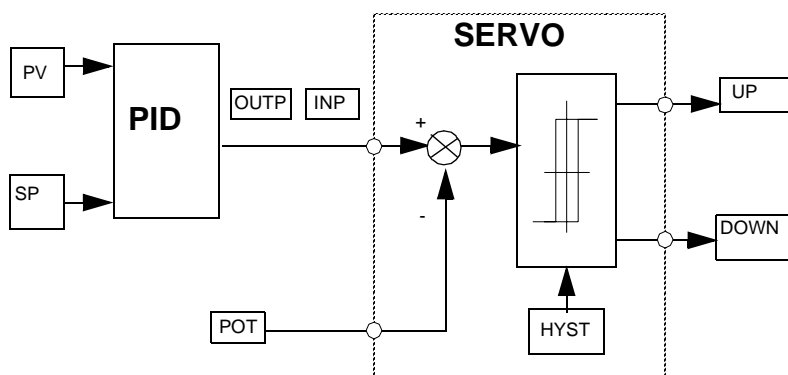 SERVO
PV
PID
OUTP
INP
UP
+
SP
-
DOWN
POT
HYST